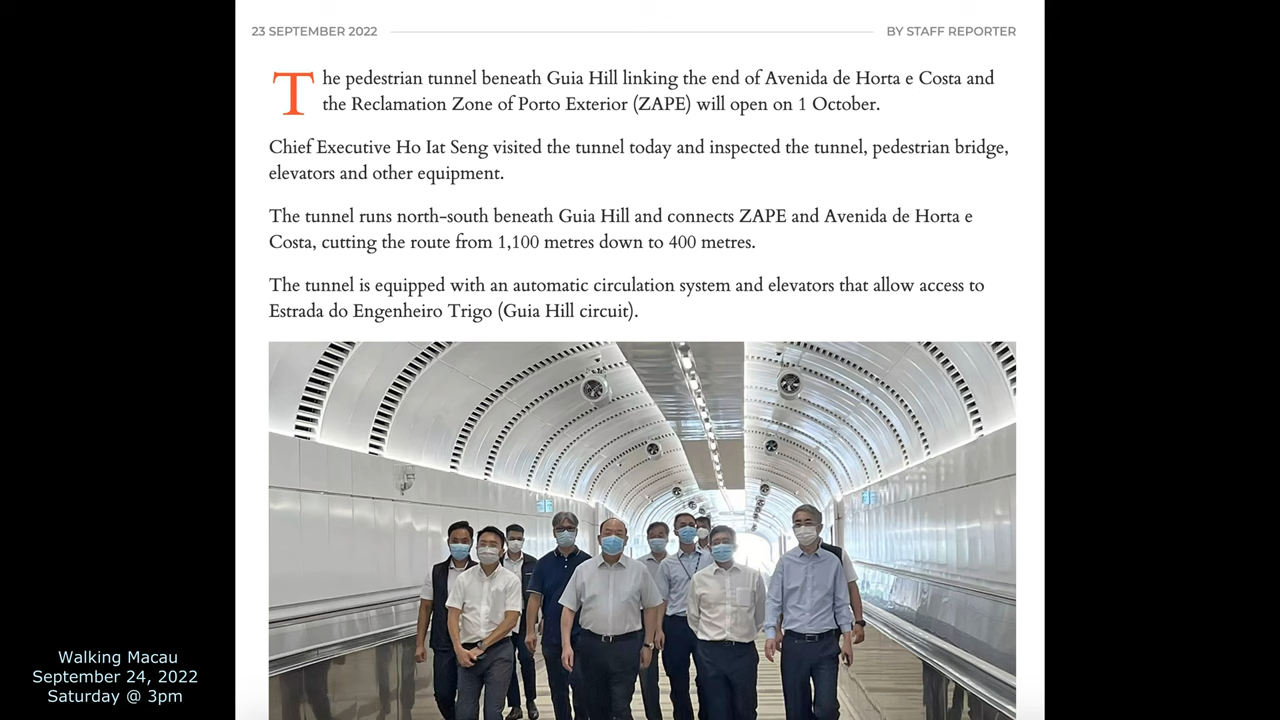 23 SEPTEMBER 2022
BY STAFF REPORTER
The pedestrian tunnel beneath Guia Hill linking the end of Avenida de Horta e Costa and
the Reclamation Zone of Porto Exterior (ZAPE) will open on 1 October.
Chief Executive Ho Iat Seng visited the tunnel today and inspected the tunnel, pedestrian bridge,
elevators and other equipment.
The tunnel runs north-south beneath Guia Hill and connects ZAPE and Avenida de Horta e
Costa, cutting the route from 1,100 metres down to 400 metres.
The tunnel is equipped with an automatic circulation system and elevators that allow access to
Estrada do Engenheiro Trigo (Guia Hill circuit).
Walking Macau
September 24, 2022
Saturday @ 3pm